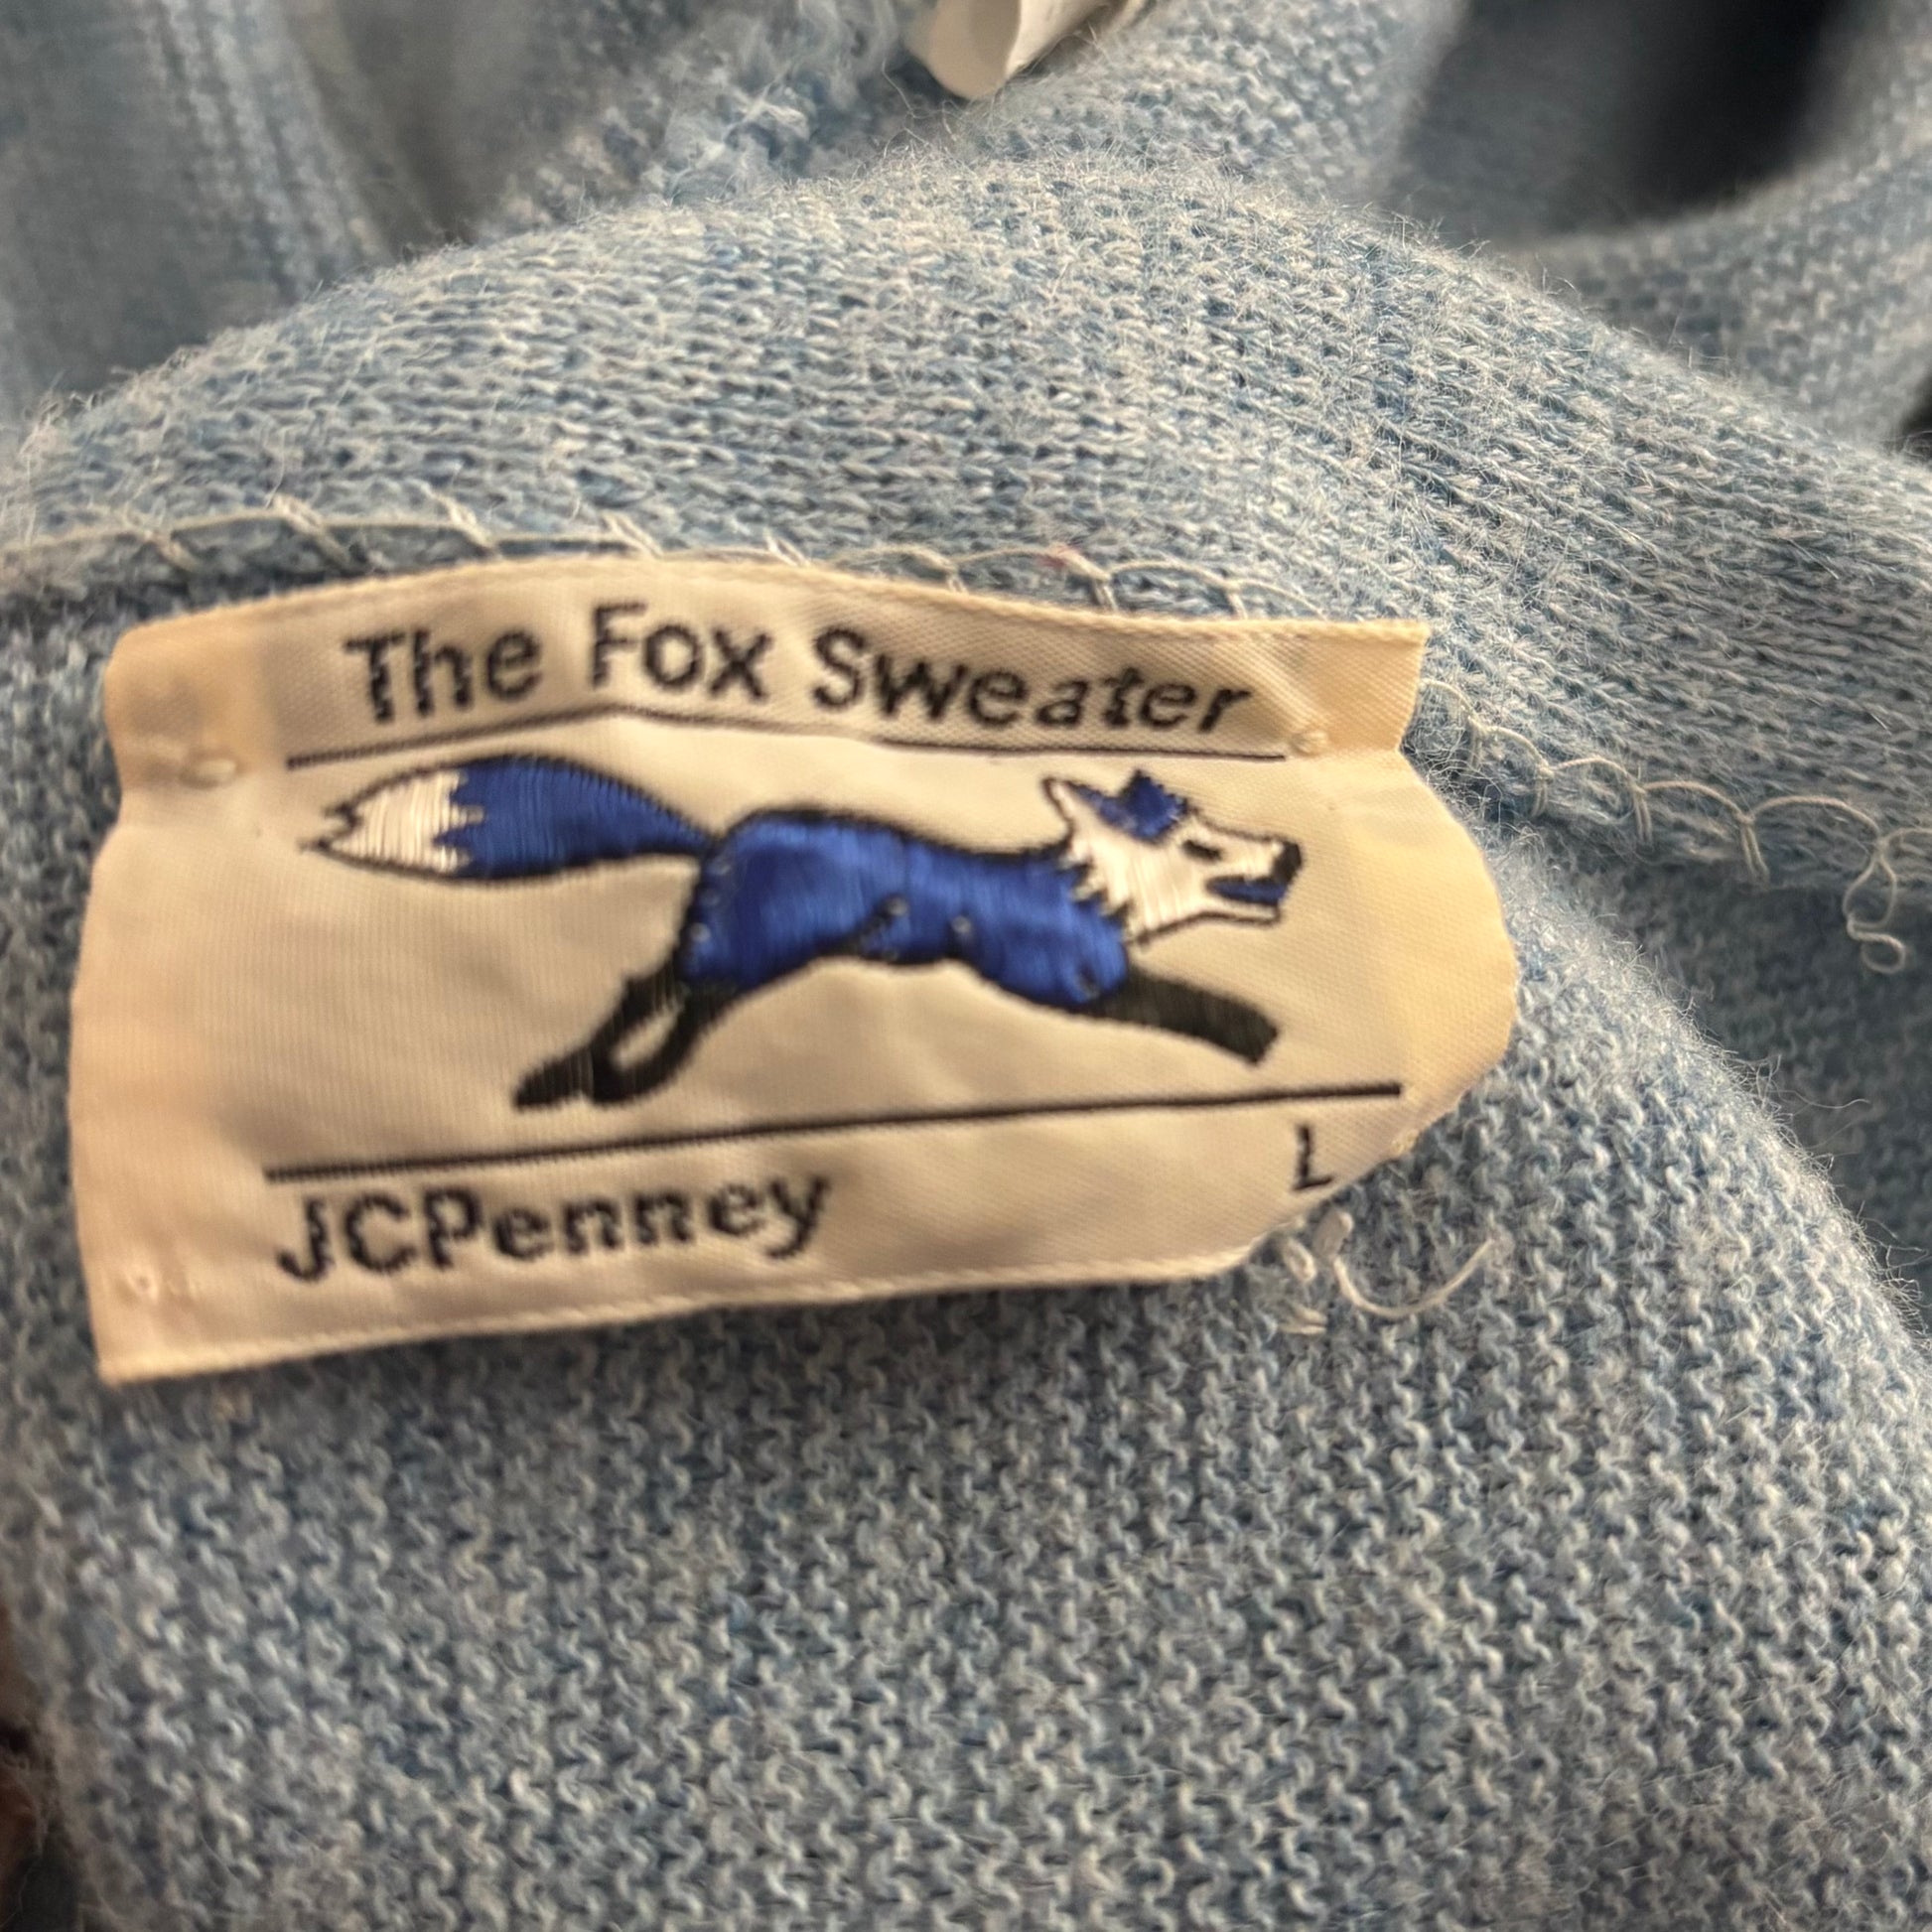 The Fox Sweater
L
JCPenney